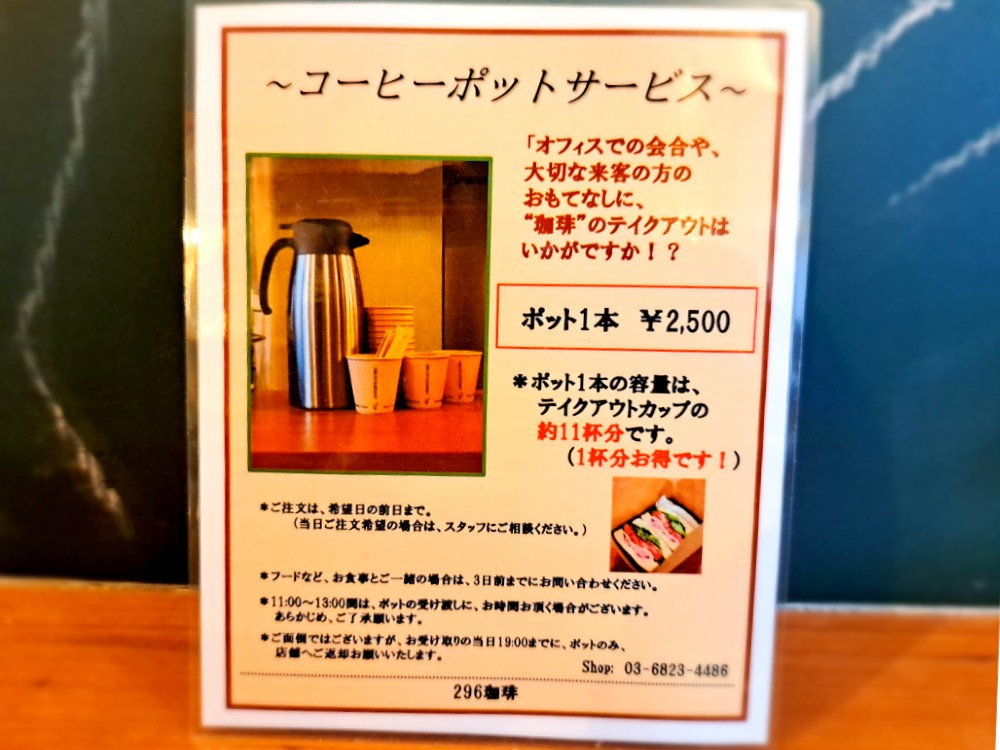 ~コーヒーポットサービス~
「オフィスでの会合や、
大切な来客の方の
おもてなしに、
“珈琲”のテイクアウトは
いかがですか！？
ポット1本　￥2,500
＊ポット1本の容量は、
テイクアウトカップの
約11杯分です。
（1杯分お得です！）
＊ご注文は、希望日の前日まで。
（当日ご注文希望の場合は、スタッフにご相談ください。）
＊フードなど、お食事とご一緒の場合は、3日前までにお問い合わせください。
＊11:00～13:00間は、ポットの受け渡しに、お時間お頂く場合がございます。
あらかじめ、ご了承願います。
＊ご面倒ではございますが、お受け取りの当日19:00までに、ポットのみ、
店舗へご返却お願いいたします。
Shop: 03-6823-4486
296珈琲